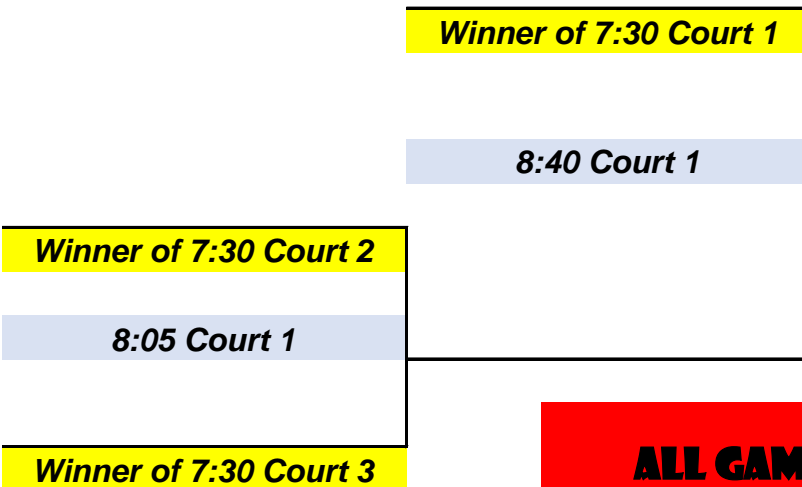 Winner of 7:30 Court 1
8:40 Court 1
Winner of 7:30 Court 2
8:05 Court 1
Winner of 7:30 Court 3
ALL